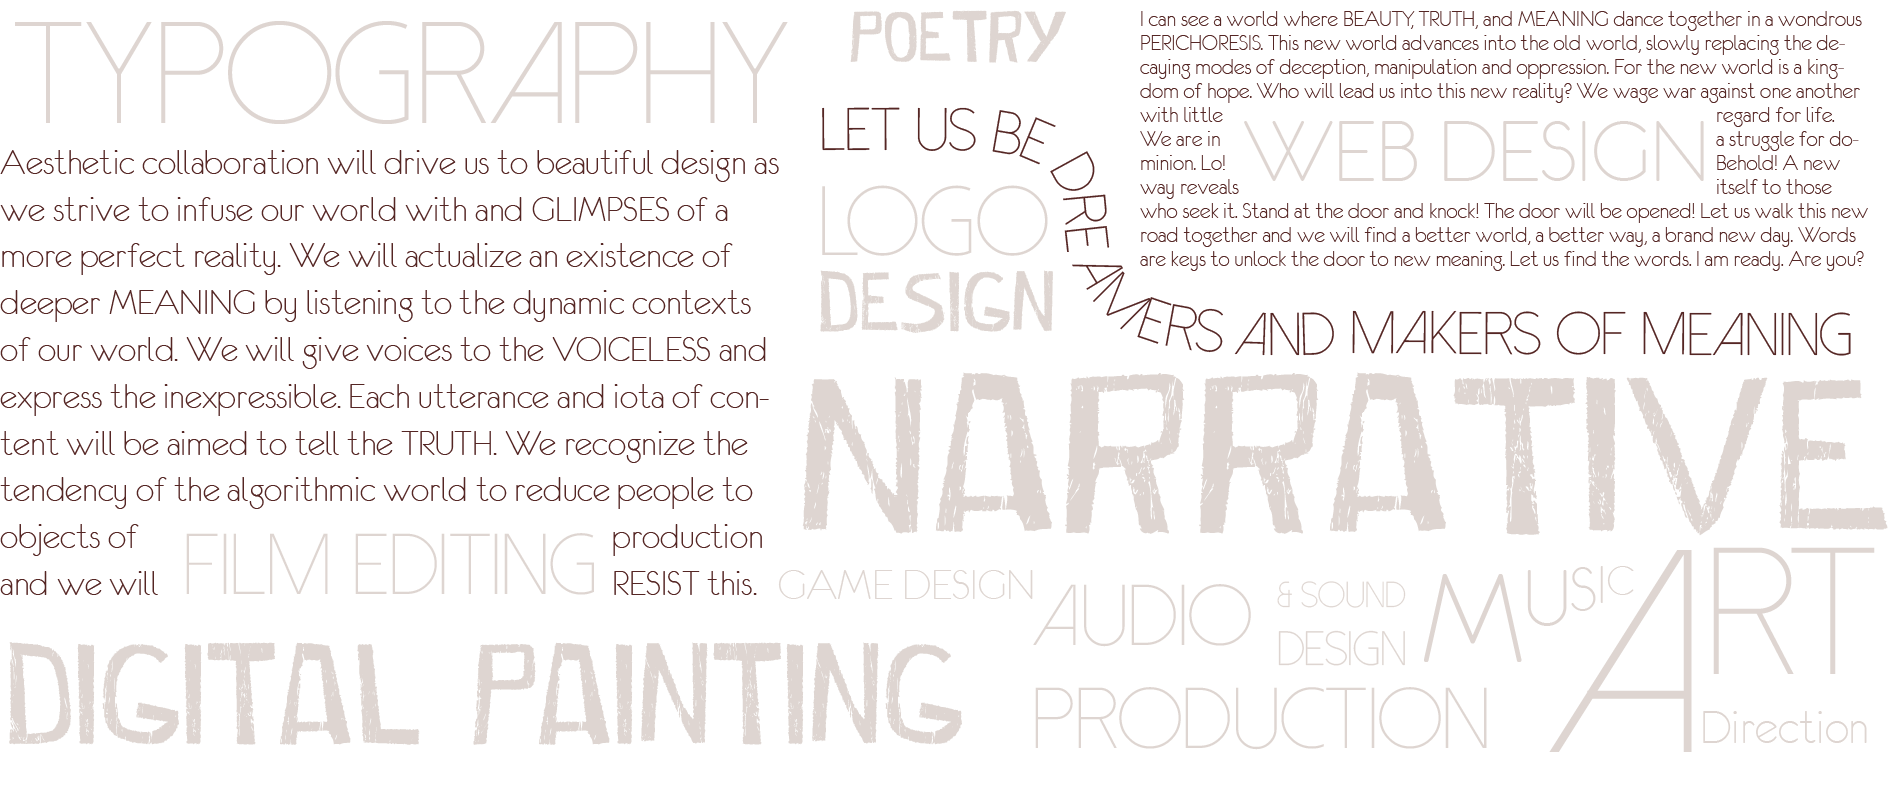 TYPOGRAPHY
Aesthetic collaboration will drive us to beautiful design as
we strive to infuse our world with and GLIMPSES of a
more perfect reality. We will actualize an existence of
deeper MEANING by listening to the dynamic contexts
of our world. We will give voices to the VOICELESS and
express the inexpressible. Each utterance and iota of con-
tent will be aimed to tell the TRUTH. We recognize the
tendency of the algorithmic world to reduce people to
objects of production
and we will RESIST this.
FILM EDITING
DIGITAL PAINTING
POETRY
LET US BE DREAMERS AND MAKERS OF MEANING
LOGO
DESIGN
I can see a world where BEAUTY, TRUTH, and MEANING dance together in a wondrous
PERICHORESIS. This new world advances into the old world, slowly replacing the de-
caying modes of deception, manipulation and oppression. For the new world is a king-
dom of hope. Who will lead us into this new reality? We wage war against one another
with little regard for life.
We are in a struggle for do-
minion. Lo! Behold! A new
way reveals itself to those
who seek it. Stand at the door and knock! The door will be opened! Let us walk this new
road together and we will find a better world, a better way, a brand new day. Words
are keys to unlock the door to new meaning. Let us find the words. I am ready. Are you?
WEB DESIGN
NARRATIVE
GAME DESIGN
AUDIO
& SOUND
DESIGN
PRODUCTION
MUSIC
ART
Direction